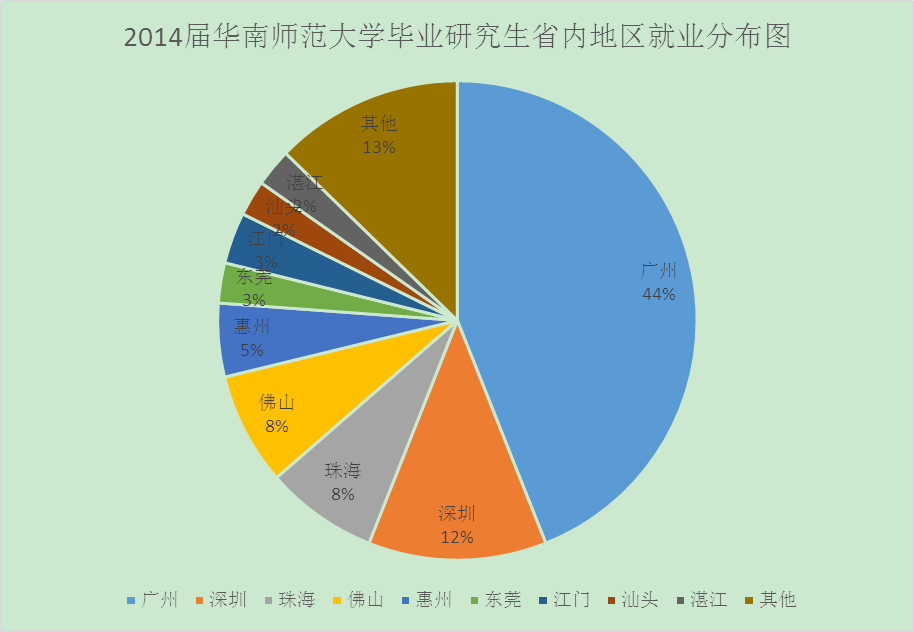 2014届华南师范大学毕业研究生省内地区就业分布图
广州
44%
深圳
12%
珠海
8%
佛山
8%
惠州
5%
东莞
3%
江门
3%
汕头
2%
湛江
2%
其他
13%
广州 深圳 珠海 佛山 惠州 东莞 江门 汕头 湛江 其他